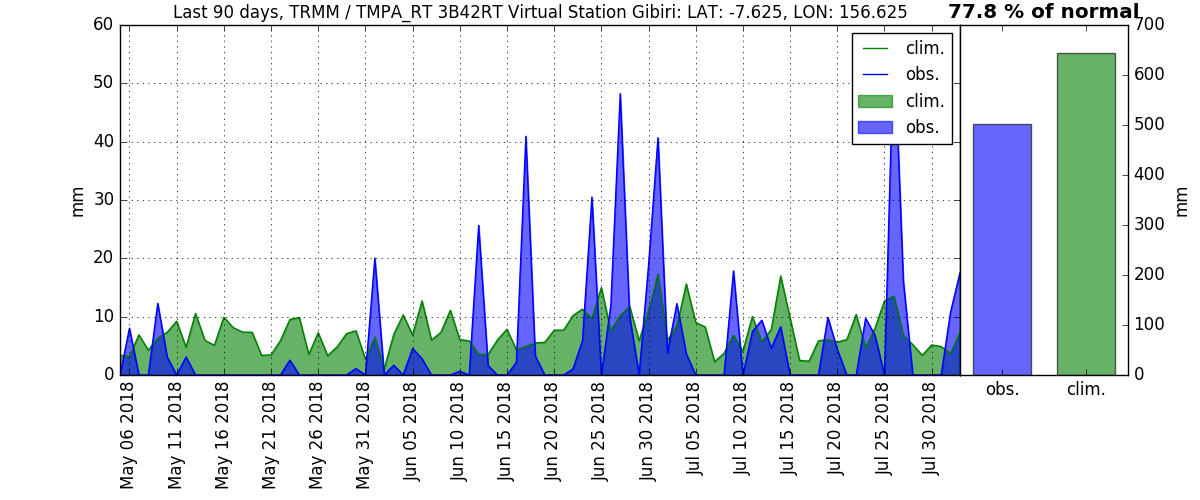 Last 90 days, TRMM / TMPA_RT 3B42RT Virtual Station Gibiri: LAT: -7.625, LON: 156.625
77.8 % of normal
60
50
40
30
20
10
0
mm
clim.
obs.
clim.
obs.
700
600
500
400
300
200
100
0
mm
May 06 2018
May 11 2018
May 16 2018
May 21 2018
May 26 2018
May 31 2018
Jun 05 2018
Jun 10 2018
Jun 15 2018
Jun 20 2018
Jun 25 2018
Jun 30 2018
Jul 05 2018
Jul 10 2018
Jul 15 2018
Jul 20 2018
Jul 25 2018
Jul 30 2018
obs.
clim.